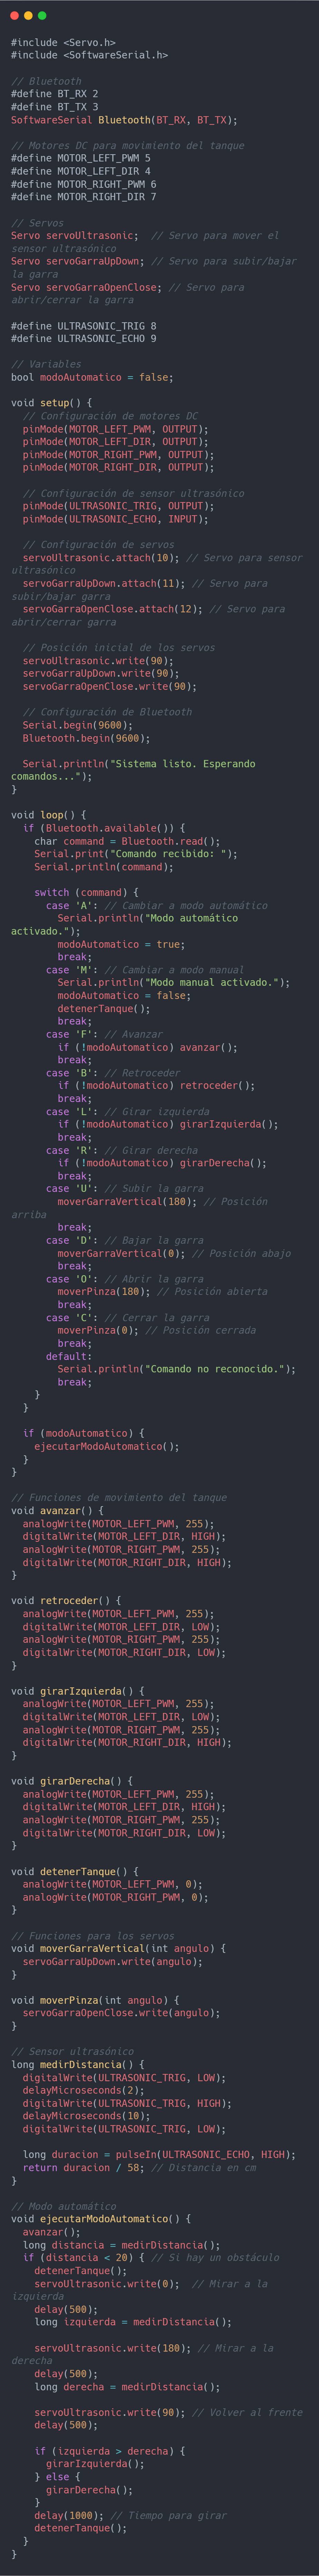 #include <Servo.h>
#include <SoftwareSerial.h>

// Bluetooth
#define BT_RX 2
#define BT_TX 3
SoftwareSerial Bluetooth(BT_RX, BT_TX);

// Motores DC para movimiento del tanque
#define MOTOR_LEFT_PWM 5
#define MOTOR_LEFT_DIR 4
#define MOTOR_RIGHT_PWM 6
#define MOTOR_RIGHT_DIR 7

// Servos
Servo servoUltrasonic;  // Servo para mover el
sensor ultrasónico
Servo servoGarraUpDown; // Servo para subir/bajar
la garra
Servo servoGarraOpenClose; // Servo para
abrir/cerrar la garra

#define ULTRASONIC_TRIG 8
#define ULTRASONIC_ECHO 9

// Variables
bool modoAutomatico = false;

void setup() {
  // Configuración de motores DC
  pinMode(MOTOR_LEFT_PWM, OUTPUT);
  pinMode(MOTOR_LEFT_DIR, OUTPUT);
  pinMode(MOTOR_RIGHT_PWM, OUTPUT);
  pinMode(MOTOR_RIGHT_DIR, OUTPUT);

  // Configuración de sensor ultrasónico
  pinMode(ULTRASONIC_TRIG, OUTPUT);
  pinMode(ULTRASONIC_ECHO, INPUT);

  // Configuración de servos
  servoUltrasonic.attach(10); // Servo para sensor
ultrasónico
  servoGarraUpDown.attach(11); // Servo para
subir/bajar garra
  servoGarraOpenClose.attach(12); // Servo para
abrir/cerrar garra

  // Posición inicial de los servos
  servoUltrasonic.write(90);
  servoGarraUpDown.write(90);
  servoGarraOpenClose.write(90);

  // Configuración de Bluetooth
  Serial.begin(9600);
  Bluetooth.begin(9600);

  Serial.println("Sistema listo. Esperando
comandos...");
}

void loop() {
  if (Bluetooth.available()) {
    char command = Bluetooth.read();
    Serial.print("Comando recibido: ");
    Serial.println(command);

    switch (command) {
      case 'A': // Cambiar a modo automático
        Serial.println("Modo automático
activado.");
        modoAutomatico = true;
        break;
      case 'M': // Cambiar a modo manual
        Serial.println("Modo manual activado.");
        modoAutomatico = false;
        detenerTanque();
        break;
      case 'F': // Avanzar
        if (!modoAutomatico) avanzar();
        break;
      case 'B': // Retroceder
        if (!modoAutomatico) retroceder();
        break;
      case 'L': // Girar izquierda
        if (!modoAutomatico) girarIzquierda();
        break;
      case 'R': // Girar derecha
        if (!modoAutomatico) girarDerecha();
        break;
      case 'U': // Subir la garra
        moverGarraVertical(180); // Posición
arriba
        break;
      case 'D': // Bajar la garra
        moverGarraVertical(0); // Posición abajo
        break;
      case 'O': // Abrir la garra
        moverPinza(180); // Posición abierta
        break;
      case 'C': // Cerrar la garra
        moverPinza(0); // Posición cerrada
        break;
      default:
        Serial.println("Comando no reconocido.");
        break;
    }
  }

  if (modoAutomatico) {
    ejecutarModoAutomatico();
  }
}

// Funciones de movimiento del tanque
void avanzar() {
  analogWrite(MOTOR_LEFT_PWM, 255);
  digitalWrite(MOTOR_LEFT_DIR, HIGH);
  analogWrite(MOTOR_RIGHT_PWM, 255);
  digitalWrite(MOTOR_RIGHT_DIR, HIGH);
}

void retroceder() {
  analogWrite(MOTOR_LEFT_PWM, 255);
  digitalWrite(MOTOR_LEFT_DIR, LOW);
  analogWrite(MOTOR_RIGHT_PWM, 255);
  digitalWrite(MOTOR_RIGHT_DIR, LOW);
}

void girarIzquierda() {
  analogWrite(MOTOR_LEFT_PWM, 255);
  digitalWrite(MOTOR_LEFT_DIR, LOW);
  analogWrite(MOTOR_RIGHT_PWM, 255);
  digitalWrite(MOTOR_RIGHT_DIR, HIGH);
}

void girarDerecha() {
  analogWrite(MOTOR_LEFT_PWM, 255);
  digitalWrite(MOTOR_LEFT_DIR, HIGH);
  analogWrite(MOTOR_RIGHT_PWM, 255);
  digitalWrite(MOTOR_RIGHT_DIR, LOW);
}

void detenerTanque() {
  analogWrite(MOTOR_LEFT_PWM, 0);
  analogWrite(MOTOR_RIGHT_PWM, 0);
}

// Funciones para los servos
void moverGarraVertical(int angulo) {
  servoGarraUpDown.write(angulo);
}

void moverPinza(int angulo) {
  servoGarraOpenClose.write(angulo);
}

// Sensor ultrasónico
long medirDistancia() {
  digitalWrite(ULTRASONIC_TRIG, LOW);
  delayMicroseconds(2);
  digitalWrite(ULTRASONIC_TRIG, HIGH);
  delayMicroseconds(10);
  digitalWrite(ULTRASONIC_TRIG, LOW);

  long duracion = pulseIn(ULTRASONIC_ECHO, HIGH);
  return duracion / 58; // Distancia en cm
}

// Modo automático
void ejecutarModoAutomatico() {
  avanzar();
  long distancia = medirDistancia();
  if (distancia < 20) { // Si hay un obstáculo
    detenerTanque();
    servoUltrasonic.write(0);  // Mirar a la
izquierda
    delay(500);
    long izquierda = medirDistancia();

    servoUltrasonic.write(180); // Mirar a la
derecha
    delay(500);
    long derecha = medirDistancia();

    servoUltrasonic.write(90); // Volver al frente
    delay(500);

    if (izquierda > derecha) {
      girarIzquierda();
    } else {
      girarDerecha();
    }
    delay(1000); // Tiempo para girar
    detenerTanque();
  }
}